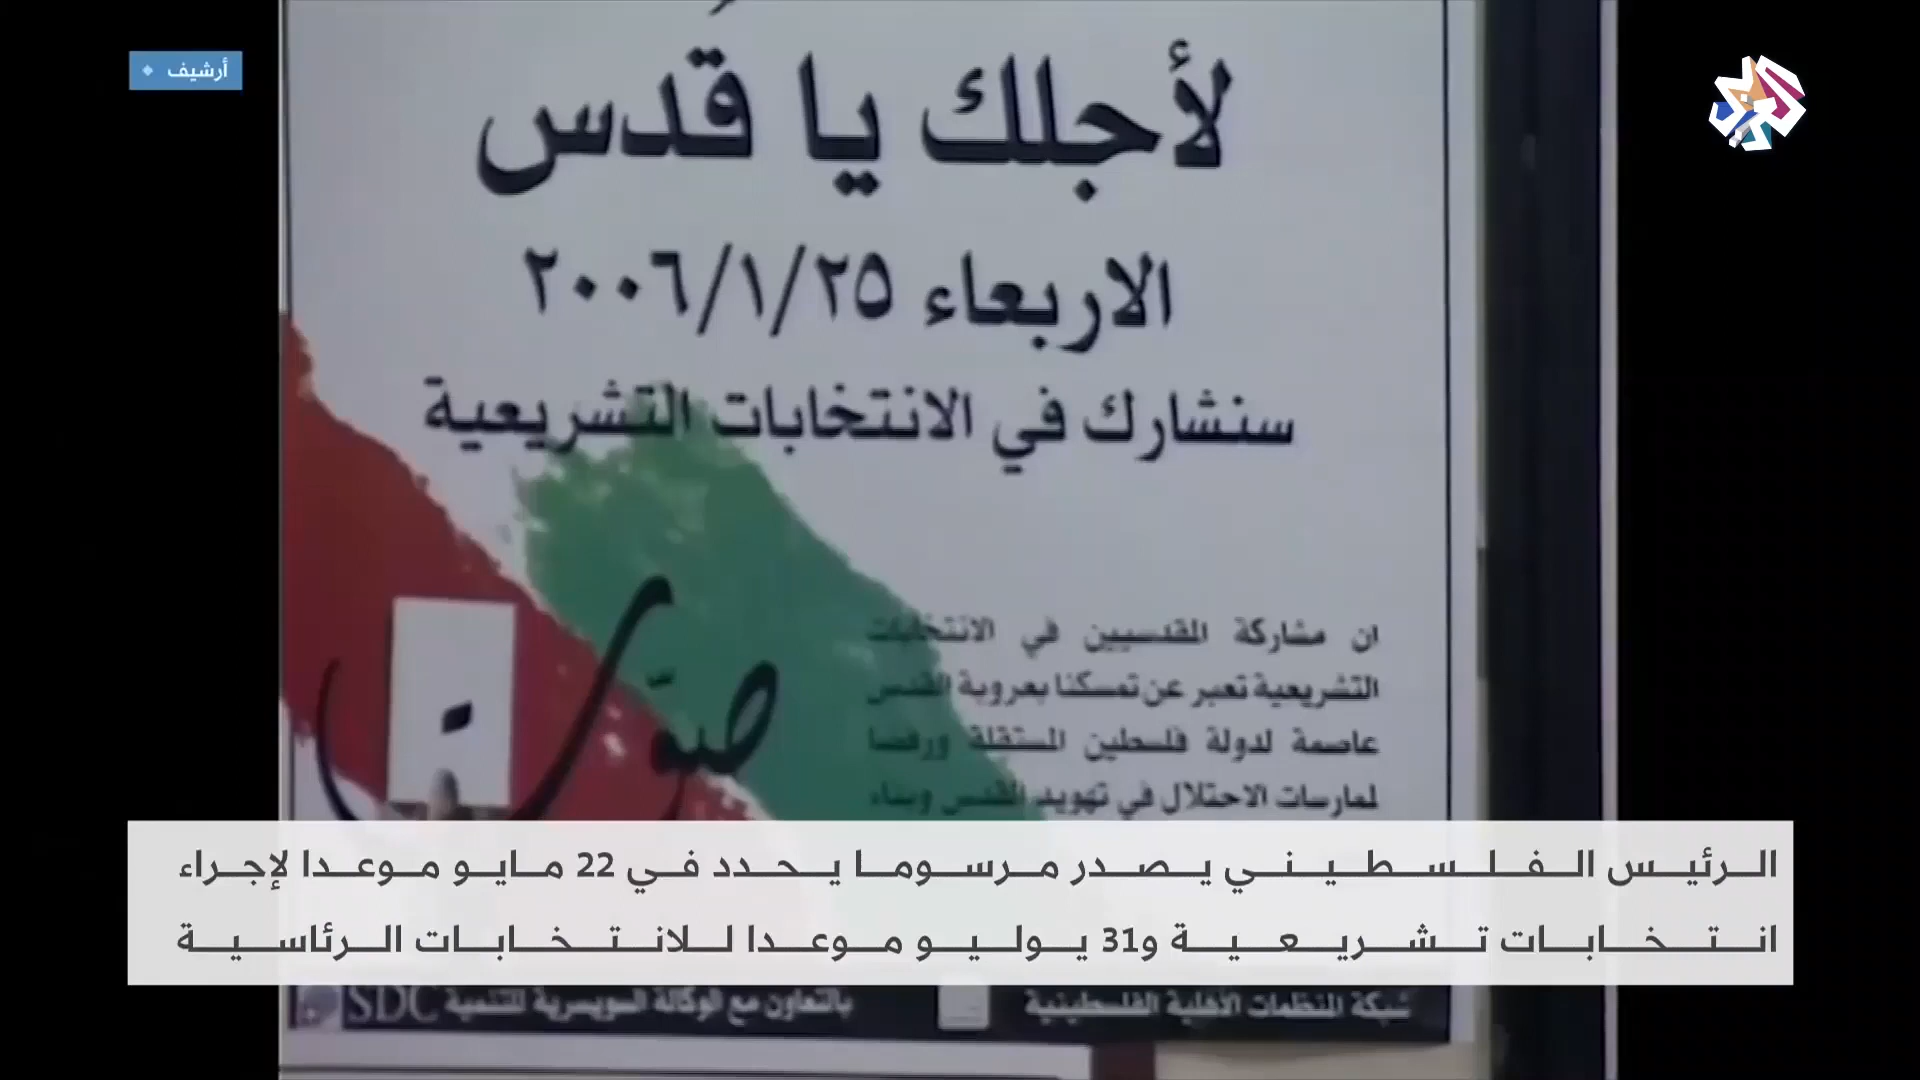 أرشيف
لأجلك يا قدس
الاربعاء ٢٠٠٦/١/٢٥
سنشارك في الانتخابات التشريعية
صوّت
ان مشاركة المقدسيين في الانتخابات
التشريعية تعبر عن تمسكنا بعروبة القدس
عاصمة لدولة فلسطين المستقلة ورفضا
لممارسات الاحتلال في تهويد القدس وبناء
الرئيس الفلسطيني يصدر مرسوما يحدد في 22 مايو موعدا لإجراء
انتخابات تشريعية و31 يوليو موعدا للانتخابات الرئاسية
شبكة المنظمات الأهلية الفلسطينية
بالتعاون مع الوكالة السويسرية للتنمية SDC